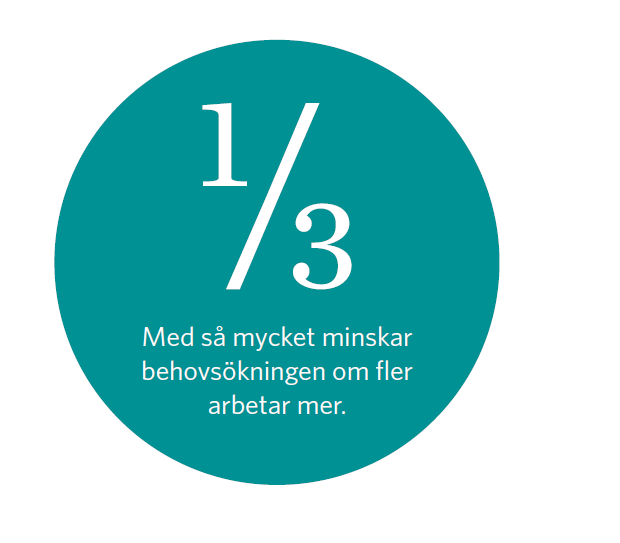 1/3
Med så mycket minskar
behovsökningen om fler
arbetar mer.